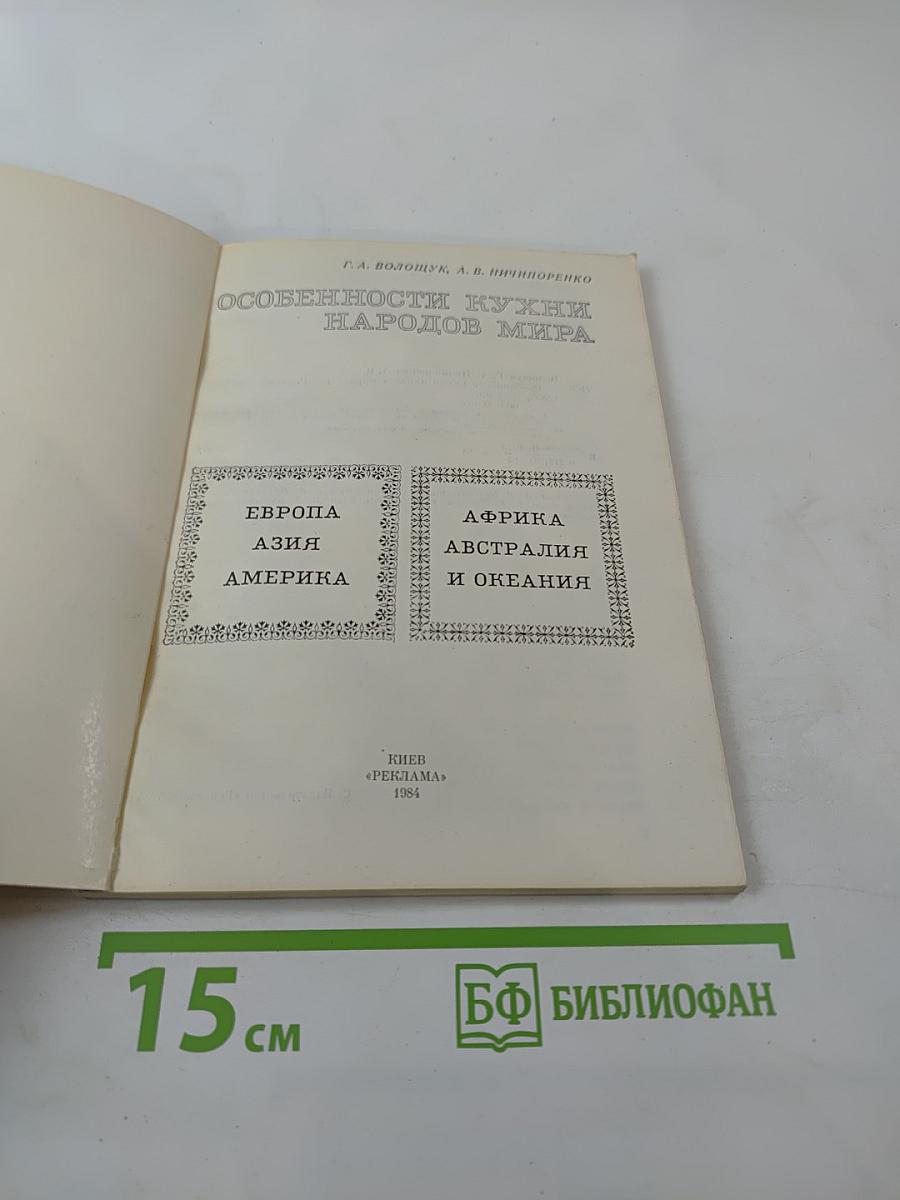 Г. А. ВОЛОЩУК, А. В. НИЧИПОРЕНКО
ОСОБЕННОСТИ КУХНИ
НАРОДОВ МИРА
ЕВРОПА
АЗИЯ
АМЕРИКА
АФРИКА
АВСТРАЛИЯ
И ОКЕАНИЯ
КИЕВ
«РЕКЛАМА»
1984
15 см
БФ БИБЛИОФАН